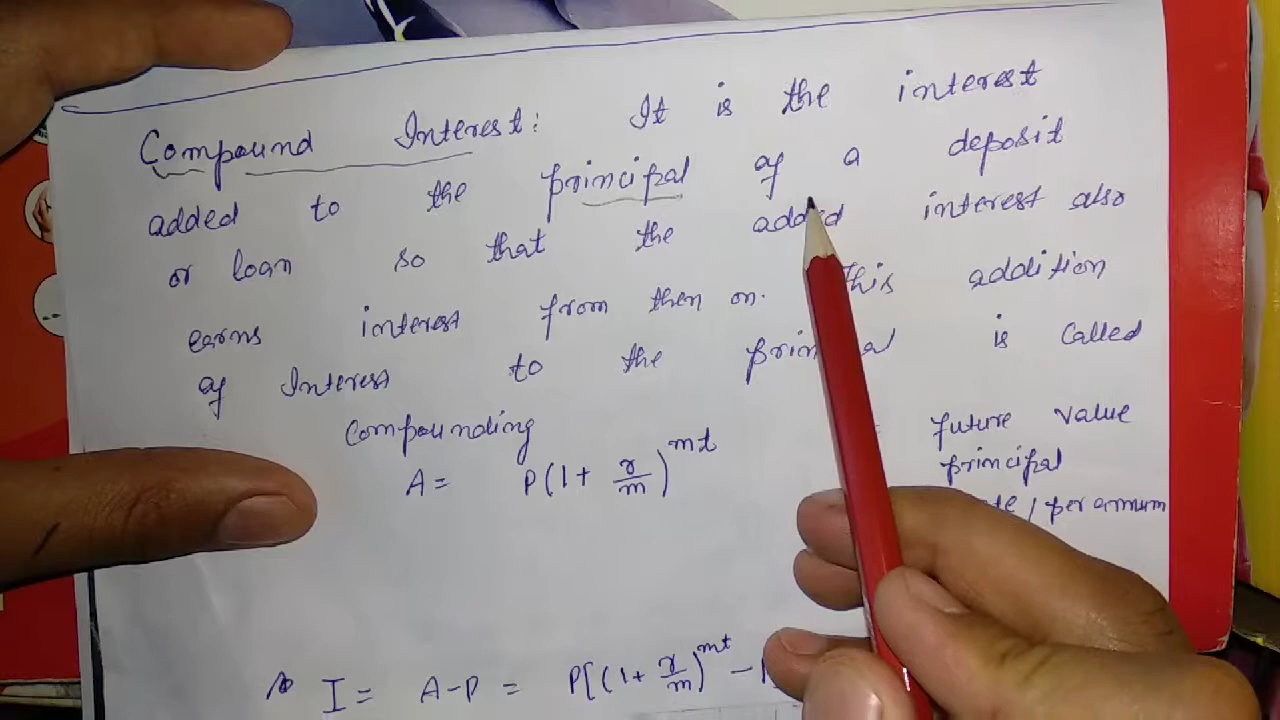 Compound Interest: It is the interest
added to the principal of a deposit
or loan so that the added interest also
earns interest from then on. This addition
of Interest to the principal is called
Compounding
future value
A= P(1+ r/m)^mt principal
/ per annum
I = A-P = P[(1+ r/m)^mt -